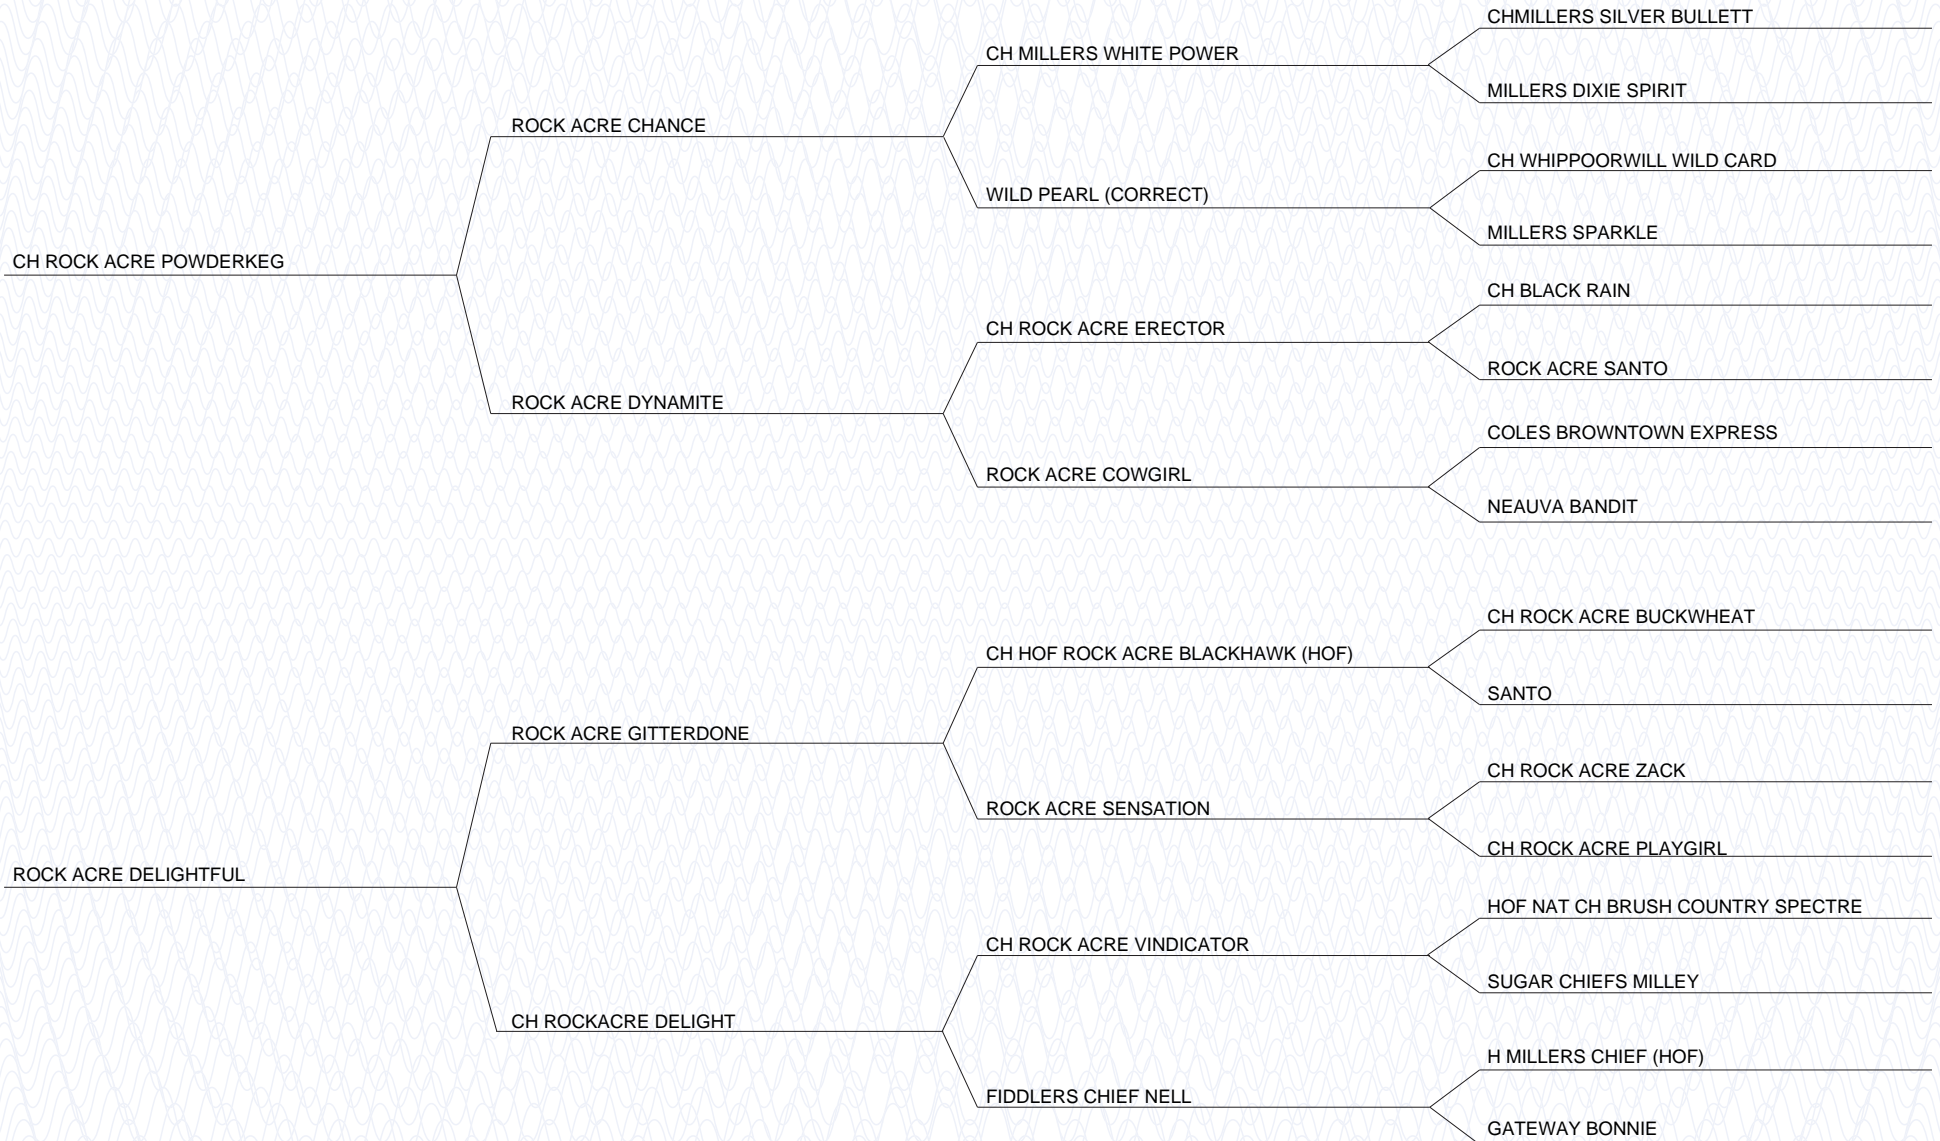 CHMILLERS SILVER BULLETT
CH MILLERS WHITE POWER
MILLERS DIXIE SPIRIT
ROCK ACRE CHANCE
CH WHIPPOORWILL WILD CARD
WILD PEARL (CORRECT)
MILLERS SPARKLE
CH ROCK ACRE POWDERKEG
CH BLACK RAIN
CH ROCK ACRE ERECTOR
ROCK ACRE SANTO
ROCK ACRE DYNAMITE
COLES BROWNTOWN EXPRESS
ROCK ACRE COWGIRL
NEAUVA BANDIT
CH ROCK ACRE BUCKWHEAT
CH HOF ROCK ACRE BLACKHAWK (HOF)
SANTO
ROCK ACRE GITTERDONE
CH ROCK ACRE ZACK
ROCK ACRE SENSATION
CH ROCK ACRE PLAYGIRL
ROCK ACRE DELIGHTFUL
HOF NAT CH BRUSH COUNTRY SPECTRE
CH ROCK ACRE VINDICATOR
SUGAR CHIEFS MILLEY
CH ROCKACRE DELIGHT
H MILLERS CHIEF (HOF)
FIDDLERS CHIEF NELL
GATEWAY BONNIE